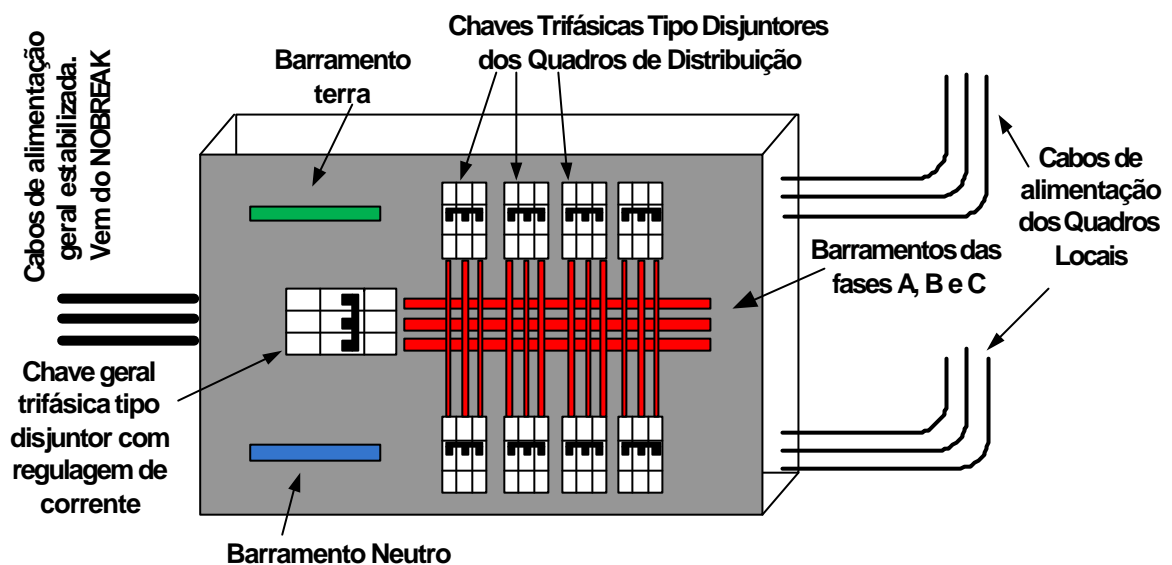 Cabos de alimentação
geral estabilizada.
Vem do NOBREAK
Barramento
terra
Chaves Trifásicas Tipo Disjuntores
dos Quadros de Distribuição
Cabos de
alimentação
dos Quadros
Locais
Barramentos das
fases A, B e C
Chave geral
trifásica tipo
disjuntor com
regulagem de
corrente
Barramento Neutro